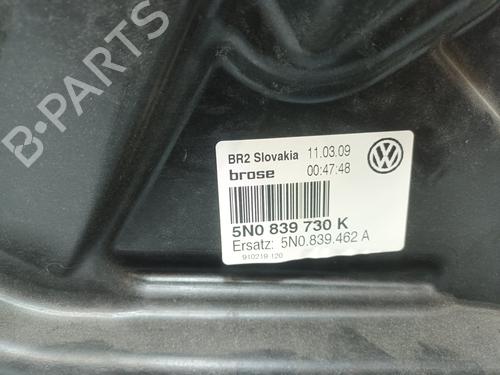 B-PARTS
BR2 Slovakia 11.03.09
brose 00:47:48
5N0 839 730 K
Ersatz: 5N0.839.462 A
910219 120